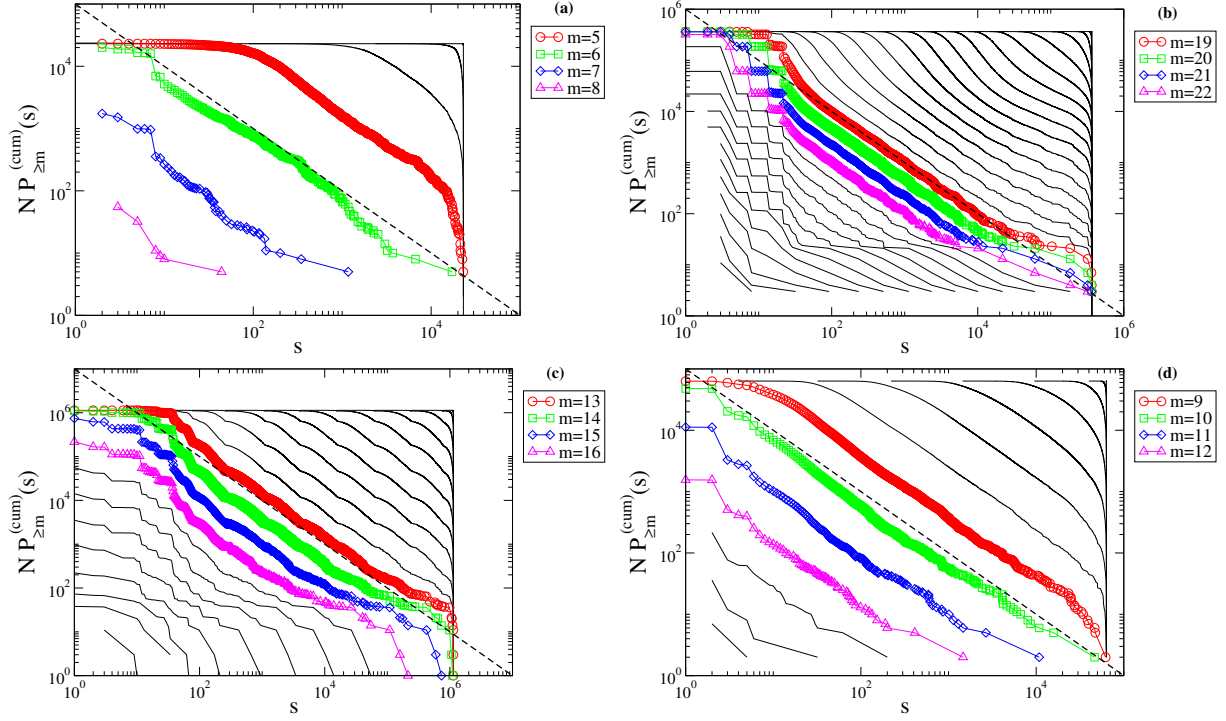 (a)
m=5
m=6
m=7
m=8
N P≥m^(cum)(s)
10^4
10^2
10^0
10^0 10^2 10^4
s
(b)
m=19
m=20
m=21
m=22
N P≥m^(cum)(s)
10^6
10^4
10^2
10^0
10^0 10^2 10^4 10^6
s
(c)
m=13
m=14
m=15
m=16
N P≥m^(cum)(s)
10^6
10^4
10^2
10^0
10^0 10^2 10^4 10^6
s
(d)
m=9
m=10
m=11
m=12
N P≥m^(cum)(s)
10^4
10^2
10^0
10^0 10^2 10^4
s